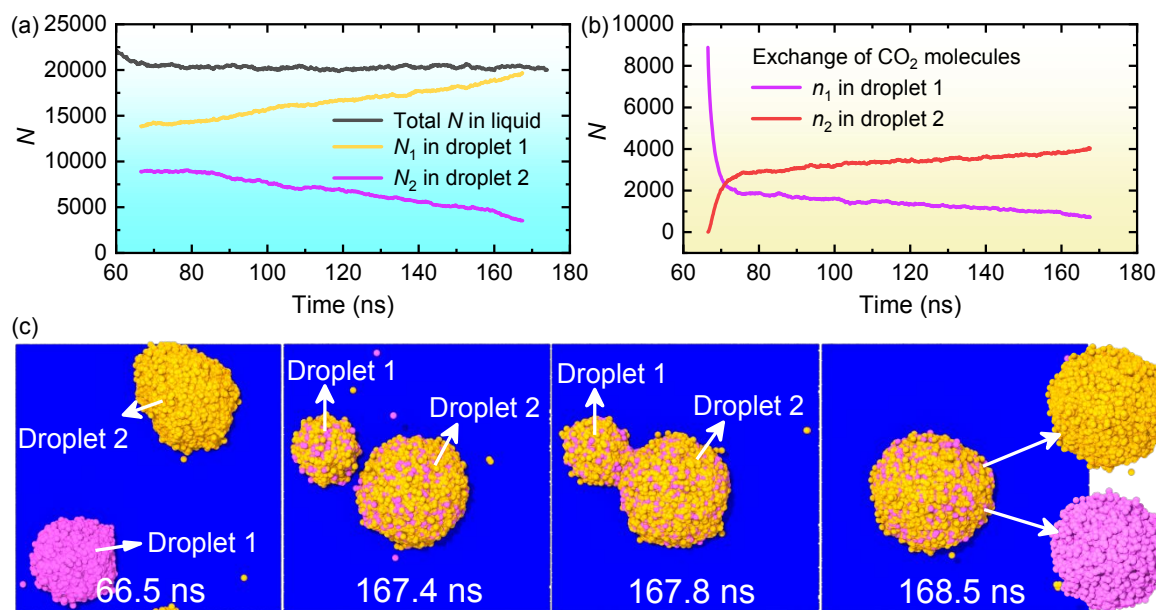 (a)
25000
20000
15000
10000
5000
0
N
60
80
100
120
140
160
180
Time (ns)
Total N in liquid
N₁ in droplet 1
N₂ in droplet 2
(b)
10000
8000
6000
4000
2000
0
N
60
80
100
120
140
160
180
Time (ns)
Exchange of CO₂ molecules
n₁ in droplet 1
n₂ in droplet 2
(c)
Droplet 2
Droplet 1
66.5 ns
Droplet 1
Droplet 2
167.4 ns
Droplet 1
Droplet 2
167.8 ns
168.5 ns